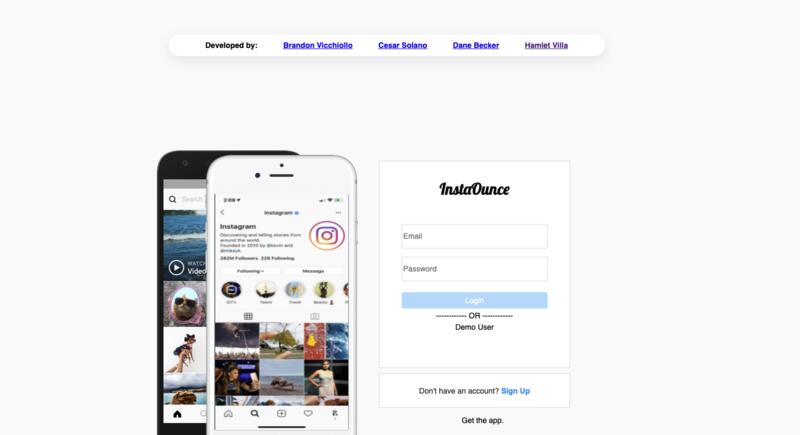 Developed by: Brandon Vicchiollo Cesar Solano Dane Becker Hamlet Villa
Search
WATCH
Video
2:09
instagram
Instagram
Discovering and telling stories from
around the world.
Founded in 2010 by @kevin and
@mikeyk.
282M Followers 228 Following
Following
Message
Talent
Travel
Beauty
InstaOunce
Email
Password
Login
------------ OR ------------
Demo User
Don't have an account? Sign Up
Get the app.